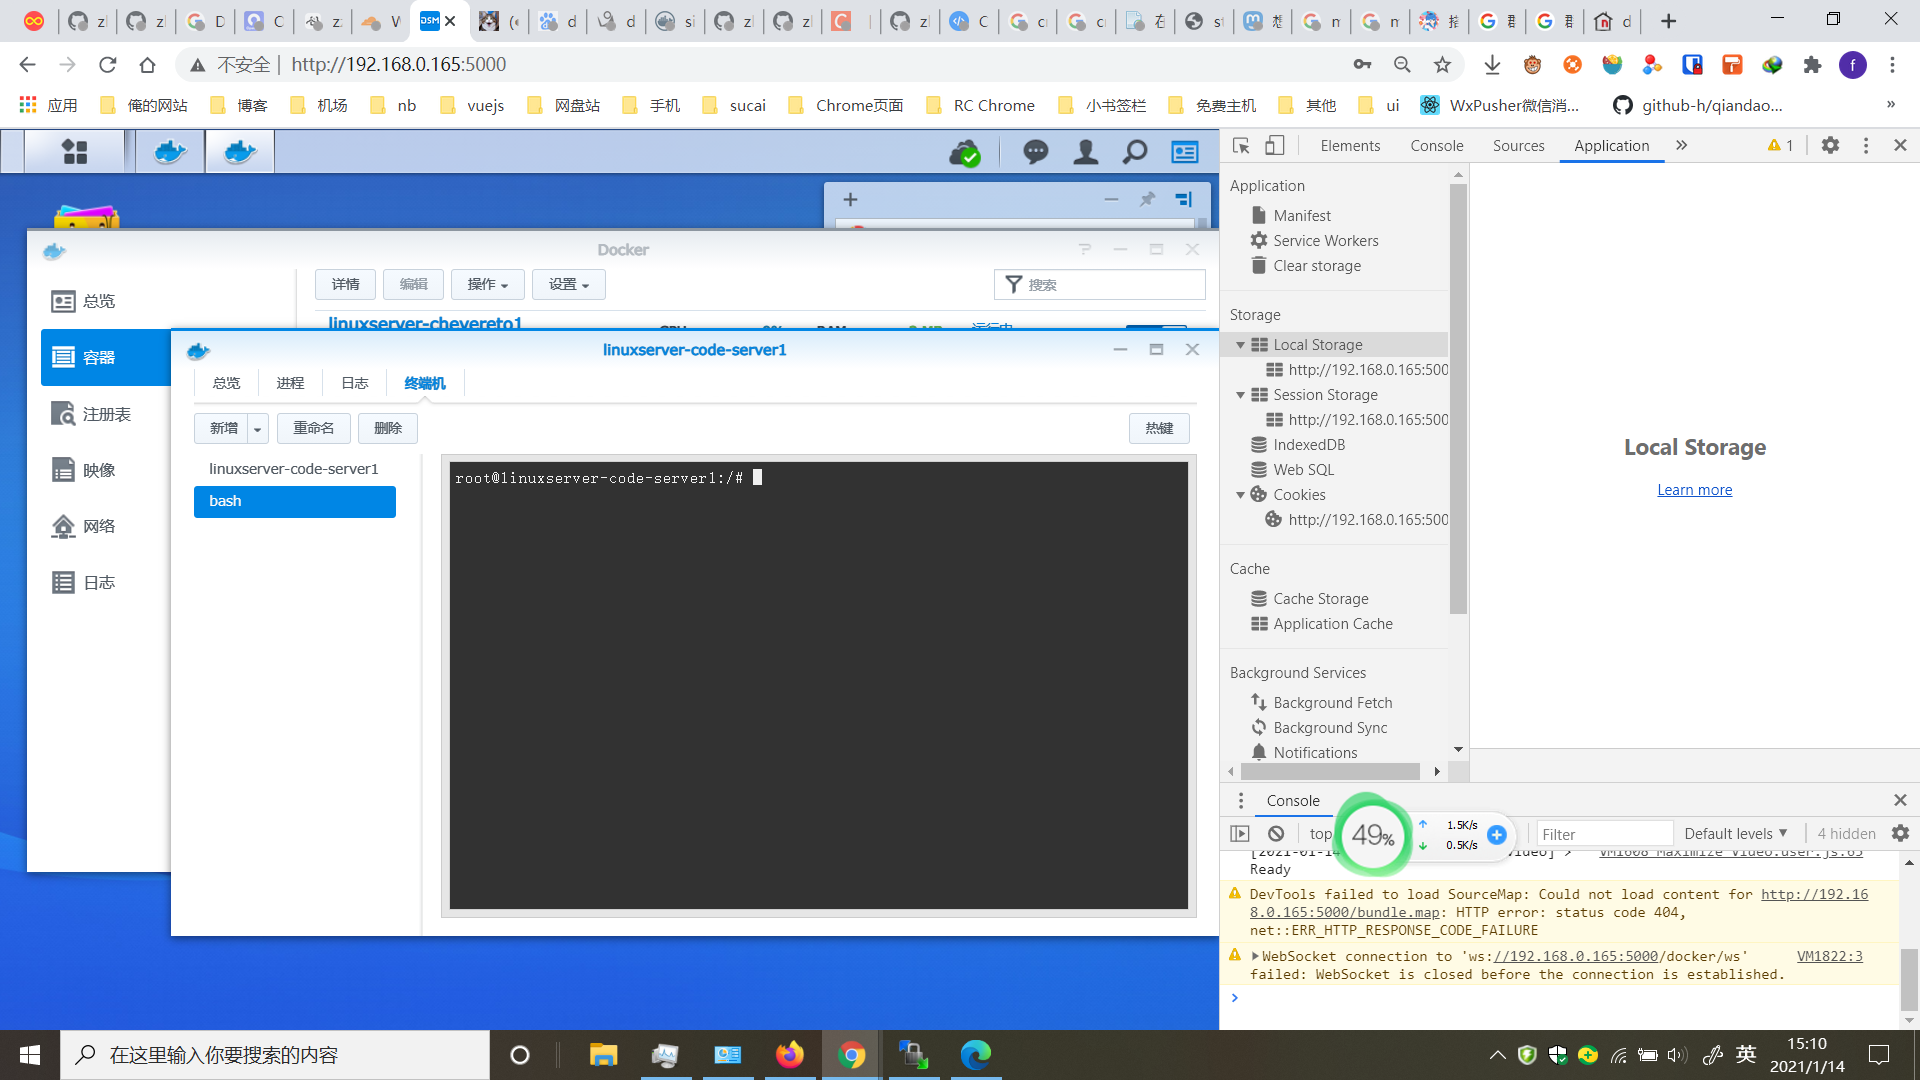 不安全 | http://192.168.0.165:5000
应用 俺的网站 博客 机场 nb vuejs 网盘站 手机 sucai Chrome页面 RC Chrome 小书签栏 免费主机 其他 ui WxPusher微信消... github-h/qiandao... »
Docker
详情 编辑 操作 设置 搜索
总览
容器
注册表
映像
网络
日志
linuxserver-chevereto1
linuxserver-code-server1
总览 进程 日志 终端机
新增 重命名 删除 热键
linuxserver-code-server1
bash
root@linuxserver-code-server1:/#
Elements Console Sources Application » 1
Application
Manifest
Service Workers
Clear storage
Storage
Local Storage
http://192.168.0.165:500
Session Storage
http://192.168.0.165:500
IndexedDB
Web SQL
Cookies
http://192.168.0.165:500
Cache
Cache Storage
Application Cache
Background Services
Background Fetch
Background Sync
Notifications
Local Storage
Learn more
Console
top
49%
1.5K/s
0.5K/s
Filter
Default levels
4 hidden
Ready
DevTools failed to load SourceMap: Could not load content for http://192.16
8.0.165:5000/bundle.map: HTTP error: status code 404,
net::ERR_HTTP_RESPONSE_CODE_FAILURE
WebSocket connection to 'ws://192.168.0.165:5000/docker/ws' VM1822:3
failed: WebSocket is closed before the connection is established.
在这里输入你要搜索的内容
英
15:10
2021/1/14